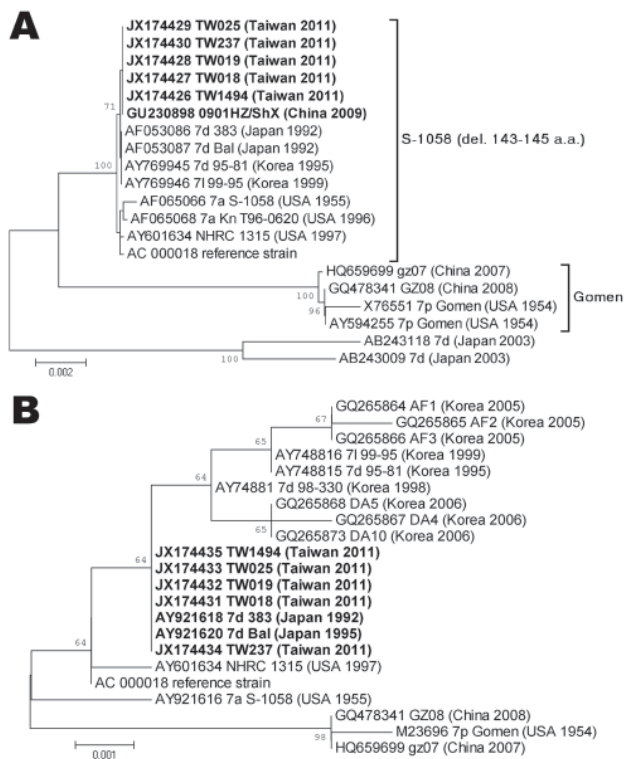 A
JX174429 TW025 (Taiwan 2011)
JX174430 TW237 (Taiwan 2011)
JX174428 TW019 (Taiwan 2011)
JX174427 TW018 (Taiwan 2011)
JX174426 TW1494 (Taiwan 2011)
GU230898 0901HZ/ShX (China 2009)
71
AF053086 7d 383 (Japan 1992)
AF053087 7d Bal (Japan 1992)
S-1058 (del. 143-145 a.a.)
AY769945 7d 95-81 (Korea 1995)
100
AY769946 7l 99-95 (Korea 1999)
AF065066 7a S-1058 (USA 1955)
AF065068 7a Kn T96-0620 (USA 1996)
AY601634 NHRC 1315 (USA 1997)
AC 000018 reference strain
HQ659699 gz07 (China 2007)
GQ478341 GZ08 (China 2008)
100
Gomen
X76551 7p Gomen (USA 1954)
96
AY594255 7p Gomen (USA 1954)
AB243118 7d (Japan 2003)
100
AB243009 7d (Japan 2003)
0.002
B
GQ265864 AF1 (Korea 2005)
67
GQ265865 AF2 (Korea 2005)
GQ265866 AF3 (Korea 2005)
65
AY748816 7l 99-95 (Korea 1999)
AY748815 7d 95-81 (Korea 1995)
64
AY74881 7d 98-330 (Korea 1998)
GQ265868 DA5 (Korea 2006)
GQ265867 DA4 (Korea 2006)
65
GQ265873 DA10 (Korea 2006)
JX174435 TW1494 (Taiwan 2011)
64
JX174433 TW025 (Taiwan 2011)
JX174432 TW019 (Taiwan 2011)
JX174431 TW018 (Taiwan 2011)
AY921618 7d 383 (Japan 1992)
AY921620 7d Bal (Japan 1995)
64
JX174434 TW237 (Taiwan 2011)
AY601634 NHRC 1315 (USA 1997)
AC 000018 reference strain
AY921616 7a S-1058 (USA 1955)
GQ478341 GZ08 (China 2008)
M23696 7p Gomen (USA 1954)
98
HQ659699 gz07 (China 2007)
0.001